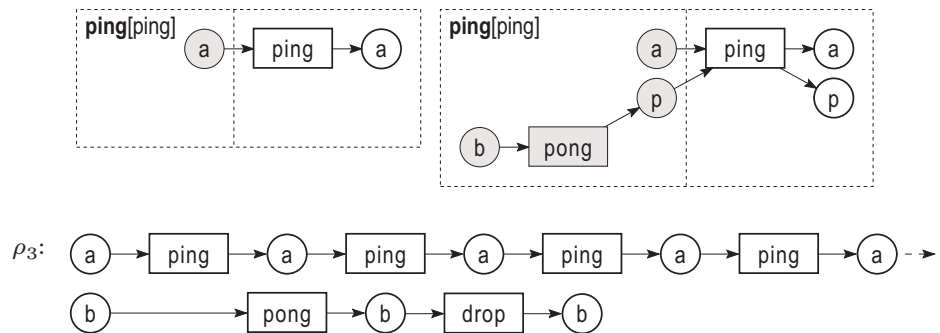 ping[ping] ping[ping]
a ping a a ping a
p p
b pong
ρ₃: a ping a ping a ping a ping a
b pong b drop b